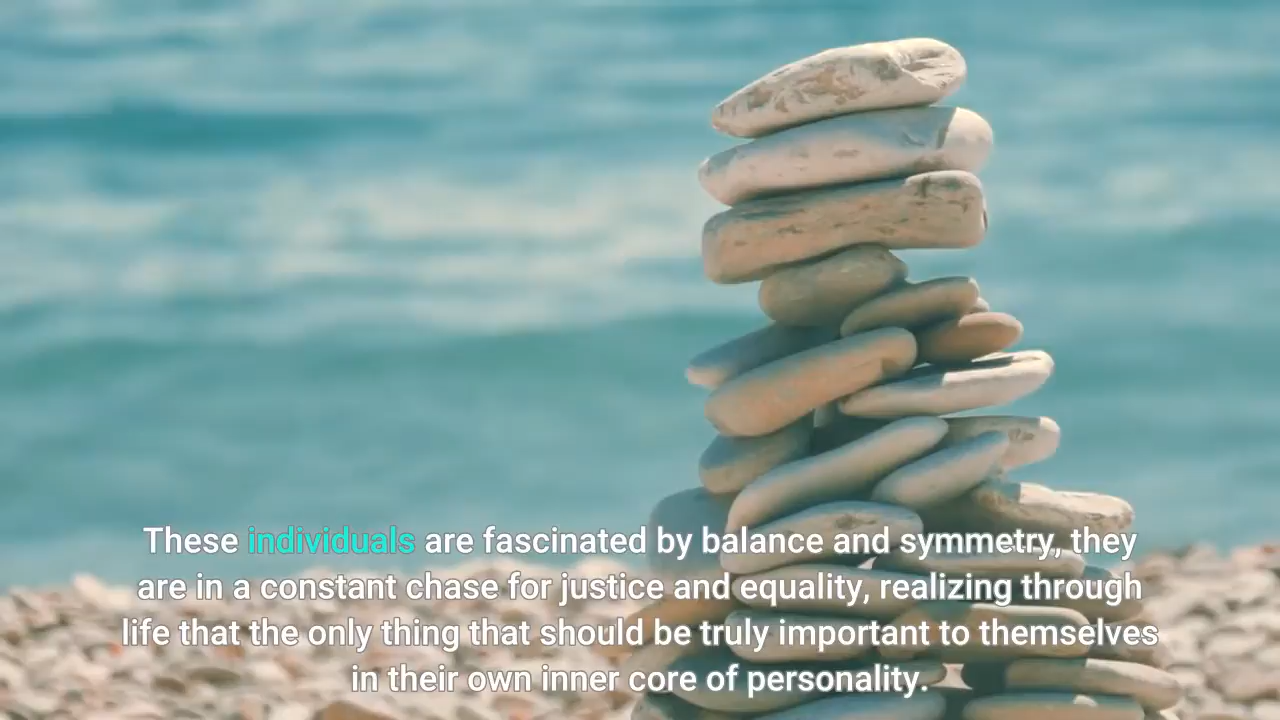 These individuals are fascinated by balance and symmetry, they
are in a constant chase for justice and equality, realizing through
life that the only thing that should be truly important to themselves
in their own inner core of personality.